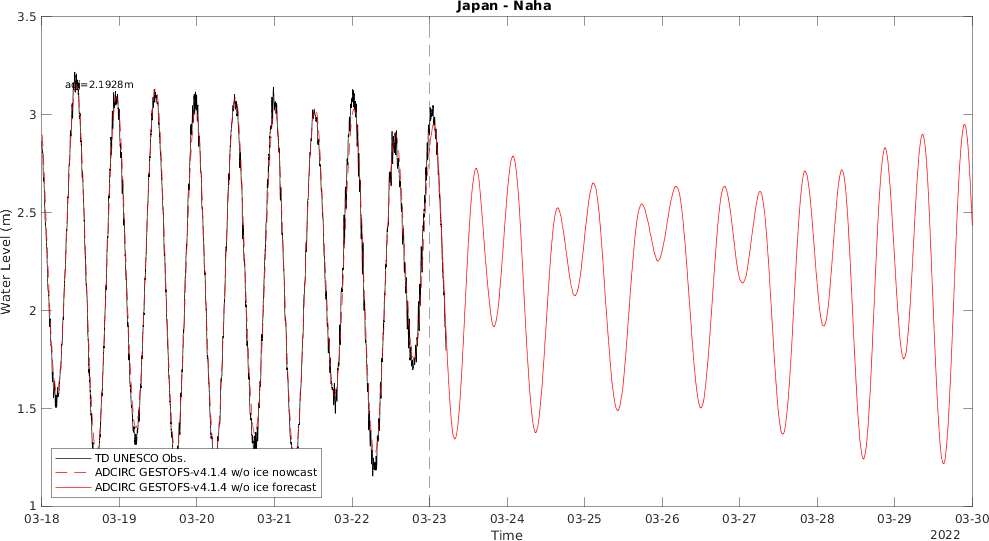 Japan - Naha
3.5
3
2.5
2
1.5
1
Water Level (m)
adj=2.1928m
TD UNESCO Obs.
ADCIRC GESTOFS-v4.1.4 w/o ice nowcast
ADCIRC GESTOFS-v4.1.4 w/o ice forecast
03-18 03-19 03-20 03-21 03-22 03-23 03-24 03-25 03-26 03-27 03-28 03-29 03-30
Time
2022